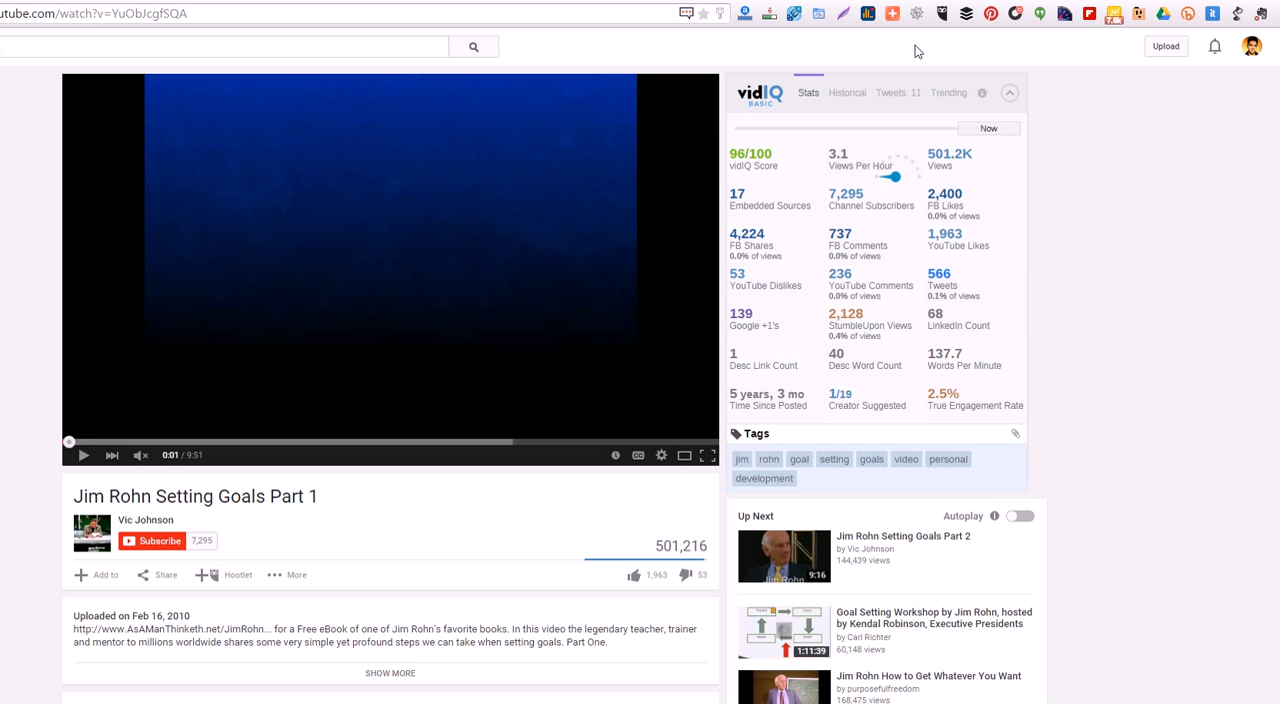 utube.com/watch?v=YuObJcgfSQA
Upload
vidIQ BASIC Stats Historical Tweets: 11 Trending
Now
96/100 3.1 501.2K
vidIQ Score Views Per Hour Views
17 7,295 2,400
Embedded Sources Channel Subscribers FB Likes
0.0% of views
4,224 737 1,963
FB Shares FB Comments YouTube Likes
0.0% of views 0.0% of views
53 236 566
YouTube Dislikes YouTube Comments Tweets
0.0% of views 0.1% of views
139 2,128 68
Google +1's StumbleUpon Views LinkedIn Count
0.4% of views
1 40 137.7
Desc Link Count Desc Word Count Words Per Minute
5 years, 3 mo 1/19 2.5%
Time Since Posted Creator Suggested True Engagement Rate
Tags
jim rohn goal setting goals video personal
development
0:01 / 9:51
CC
Jim Rohn Setting Goals Part 1
Vic Johnson
Subscribe 7,295
501,216
Add to Share Hootlet More 1,963 53
Uploaded on Feb 16, 2010
http://www.AsAManThinketh.net/JimRohn... for a Free eBook of one of Jim Rohn's favorite books. In this video the legendary teacher, trainer
and mentor to millions worldwide shares some very simple yet profound steps we can take when setting goals. Part One.
SHOW MORE
Up Next Autoplay
Jim Rohn Setting Goals Part 2
by Vic Johnson
144,439 views
Jim Rohn
9:16
Goal Setting Workshop by Jim Rohn, hosted
by Kendal Robinson, Executive Presidents
by Carl Richter
60,148 views
1:11:39
Jim Rohn How to Get Whatever You Want
by purposefulfreedom
168,475 views